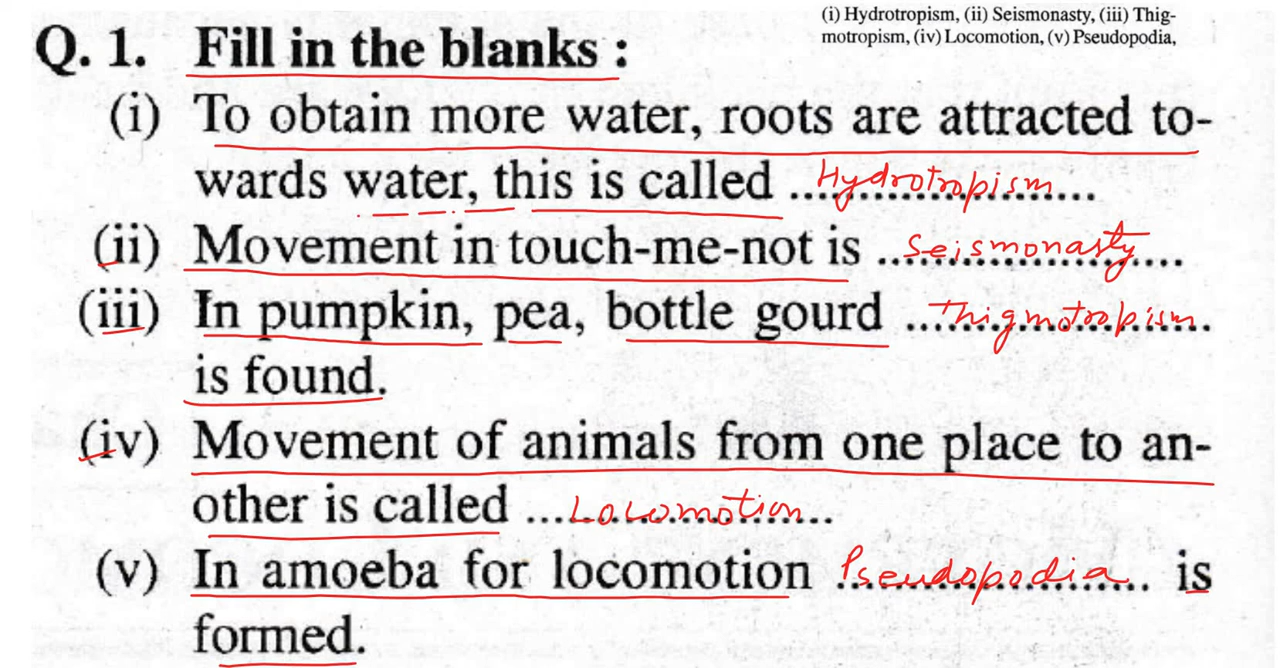 (i) Hydrotropism, (ii) Seismonasty, (iii) Thig-
motropism, (iv) Locomotion, (v) Pseudopodia,
Q. 1. Fill in the blanks :
(i) To obtain more water, roots are attracted to-
wards water, this is called ....Hydrotropism....
(ii) Movement in touch-me-not is ...Seismonasty....
(iii) In pumpkin, pea, bottle gourd ....Thigmotropism.
is found.
(iv) Movement of animals from one place to an-
other is called ....Locomotion...
(v) In amoeba for locomotion .Pseudopodia.. is
formed.